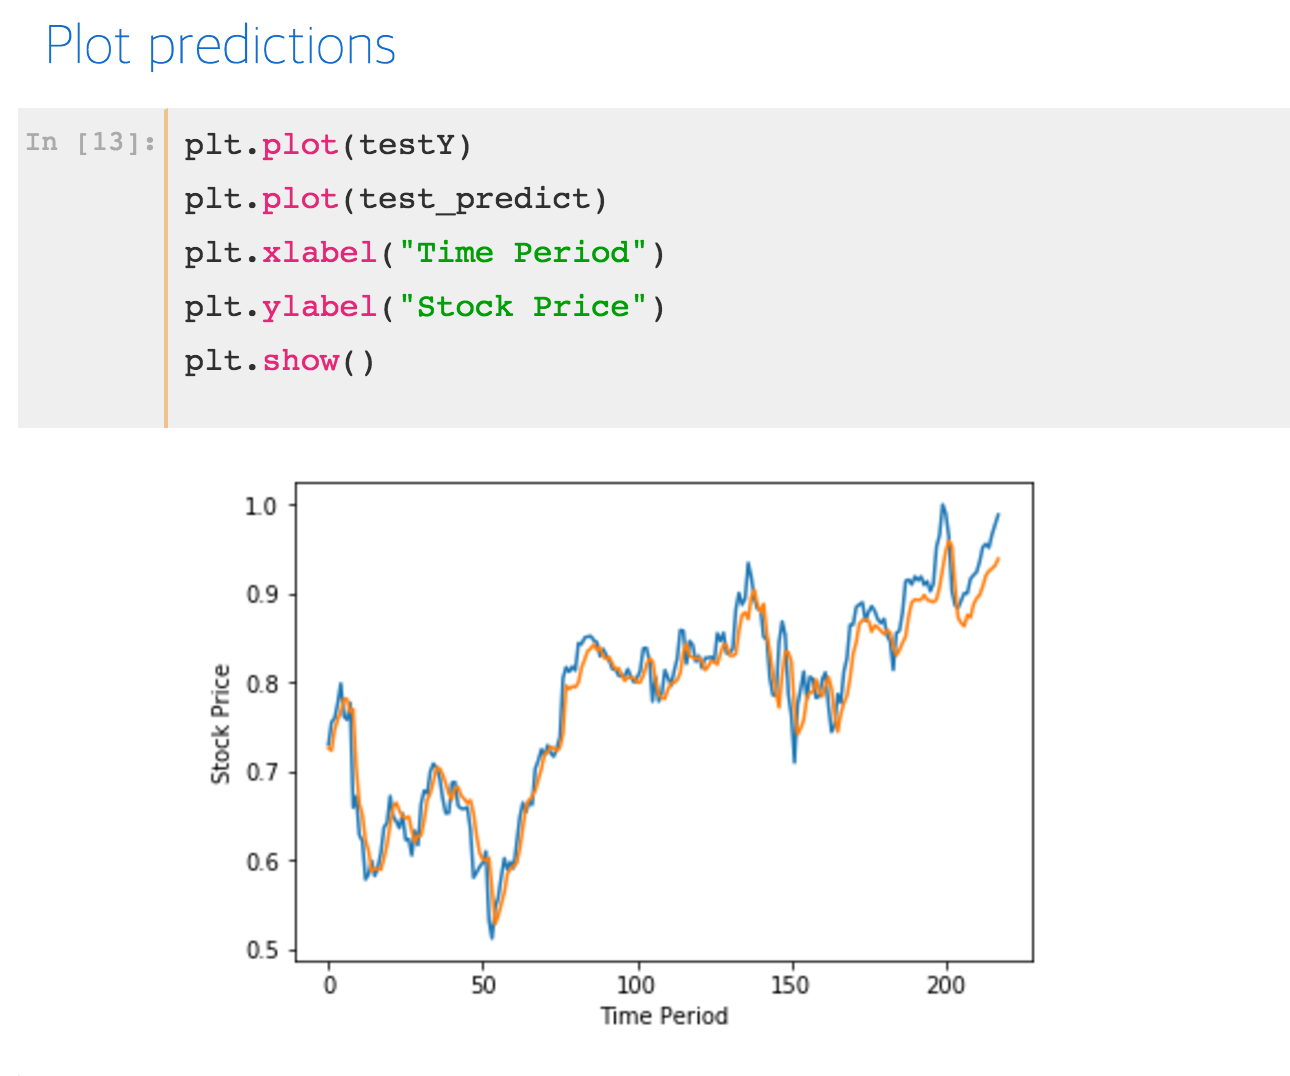 Plot predictions
In [13]:
plt.plot(testY)
plt.plot(test_predict)
plt.xlabel("Time Period")
plt.ylabel("Stock Price")
plt.show()
1.0
0.9
0.8
0.7
0.6
0.5
Stock Price
0 50 100 150 200
Time Period